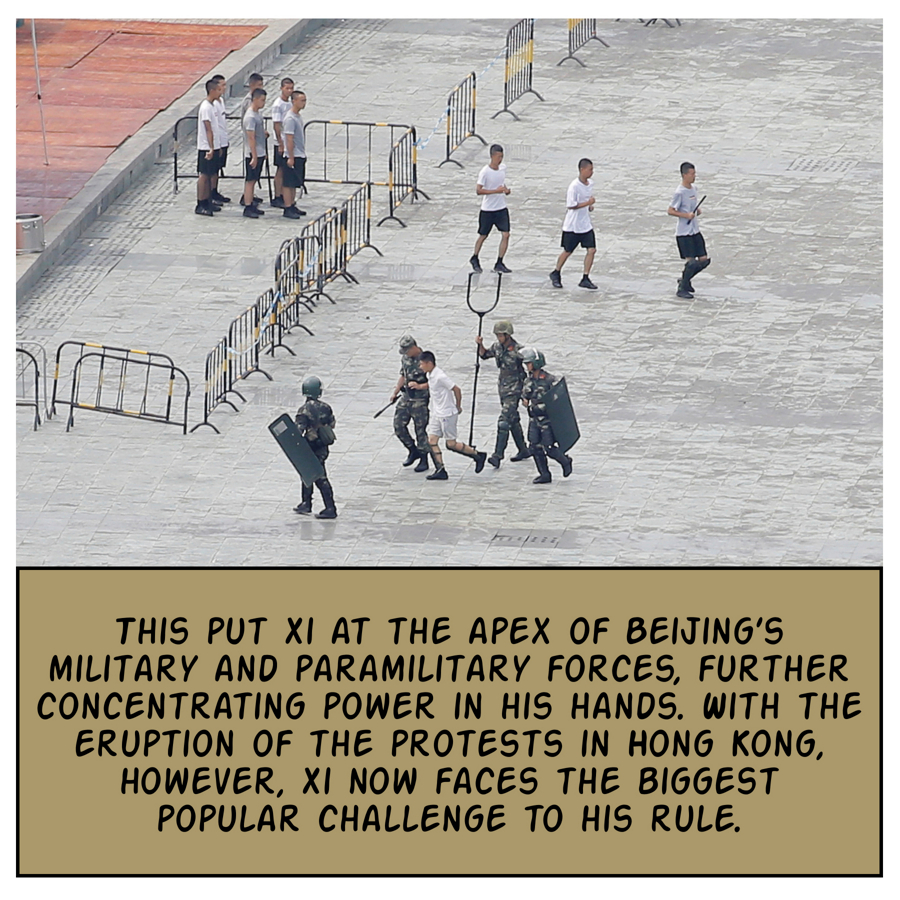 THIS PUT XI AT THE APEX OF BEIJING'S
MILITARY AND PARAMILITARY FORCES, FURTHER
CONCENTRATING POWER IN HIS HANDS. WITH THE
ERUPTION OF THE PROTESTS IN HONG KONG,
HOWEVER, XI NOW FACES THE BIGGEST
POPULAR CHALLENGE TO HIS RULE.